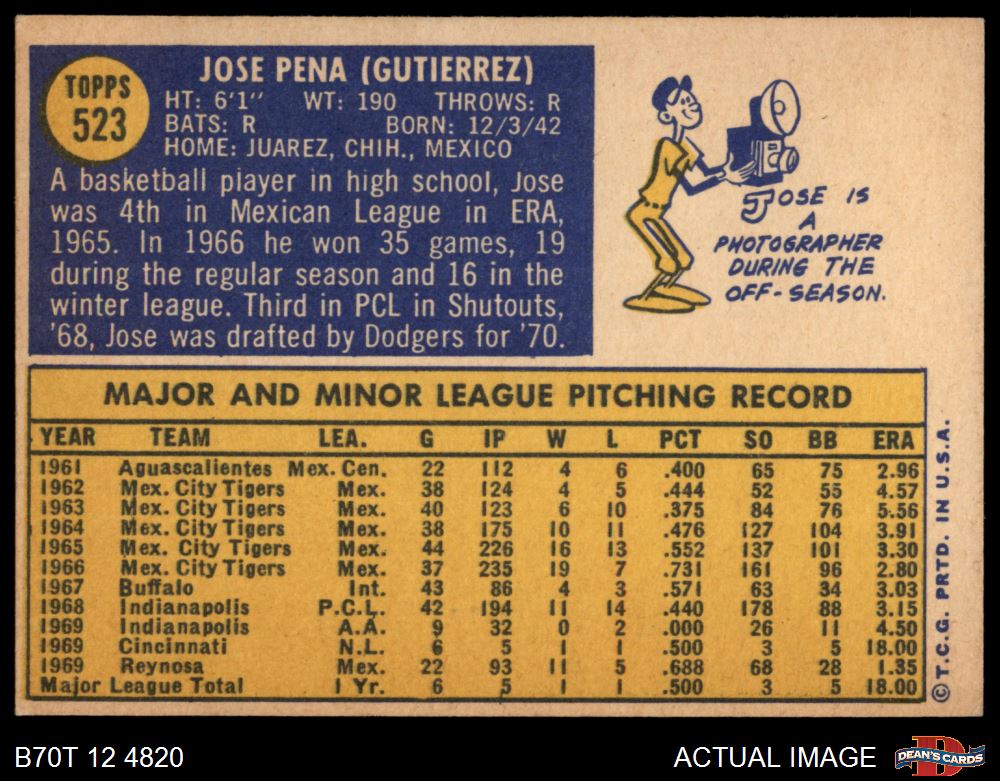 TOPPS
523
JOSE PENA (GUTIERREZ)
HT: 6'1" WT: 190 THROWS: R
BATS: R BORN: 12/3/42
HOME: JUAREZ, CHIH., MEXICO
A basketball player in high school, Jose
was 4th in Mexican League in ERA,
1965. In 1966 he won 35 games, 19
during the regular season and 16 in the
winter league. Third in PCL in Shutouts,
'68, Jose was drafted by Dodgers for '70.
JOSE IS
A
PHOTOGRAPHER
DURING THE
OFF-SEASON.
MAJOR AND MINOR LEAGUE PITCHING RECORD
YEAR TEAM LEA. G IP W L PCT SO BB ERA
1961 Aguascalientes Mex. Cen. 22 112 4 6 .400 65 75 2.96
1962 Mex. City Tigers Mex. 38 124 4 5 .444 52 55 4.57
1963 Mex. City Tigers Mex. 40 123 6 10 .375 84 76 5.56
1964 Mex. City Tigers Mex. 38 175 10 11 .476 127 104 3.91
1965 Mex. City Tigers Mex. 44 226 16 13 .552 137 101 3.30
1966 Mex. City Tigers Mex. 37 235 19 7 .731 161 96 2.80
1967 Buffalo Int. 43 86 4 3 .571 63 34 3.03
1968 Indianapolis P.C.L. 42 194 11 14 .440 178 88 3.15
1969 Indianapolis A.A. 9 32 0 2 .000 26 11 4.50
1969 Cincinnati N.L. 6 5 1 1 .500 3 5 18.00
1969 Reynosa Mex. 22 93 11 5 .688 68 28 1.35
Major League Total 1 Yr. 6 5 1 1 .500 3 5 18.00
© T.C.G. PRTD. IN U.S.A.
B70T 12 4820
ACTUAL IMAGE
D
DEAN'S CARDS